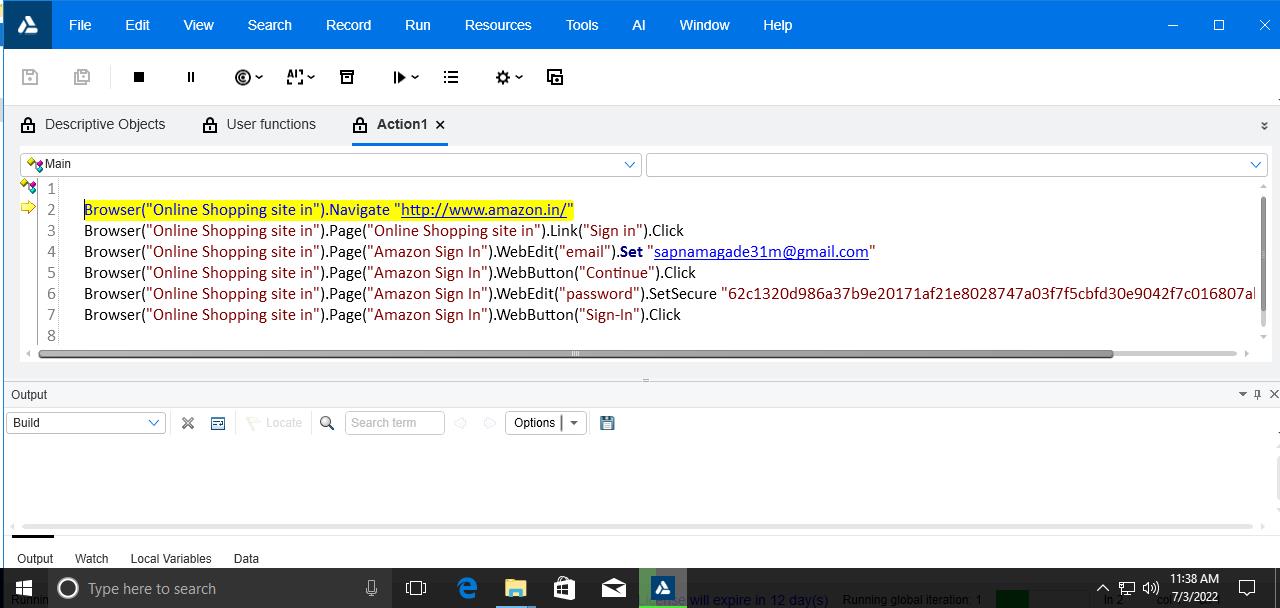 File Edit View Search Record Run Resources Tools AI Window Help
AI
Descriptive Objects User functions Action1
Main
1
2 Browser("Online Shopping site in").Navigate "http://www.amazon.in/"
3 Browser("Online Shopping site in").Page("Online Shopping site in").Link("Sign in").Click
4 Browser("Online Shopping site in").Page("Amazon Sign In").WebEdit("email").Set "sapnamagade31m@gmail.com"
5 Browser("Online Shopping site in").Page("Amazon Sign In").WebButton("Continue").Click
6 Browser("Online Shopping site in").Page("Amazon Sign In").WebEdit("password").SetSecure "62c1320d986a37b9e20171af21e8028747a03f7f5cbfd30e9042f7c016807a
7 Browser("Online Shopping site in").Page("Amazon Sign In").WebButton("Sign-In").Click
8
Output
Build Locate Search term Options
Output Watch Local Variables Data
Type here to search
11:38 AM
7/3/2022
will expire in 12 day(s) Running global iteration: 1